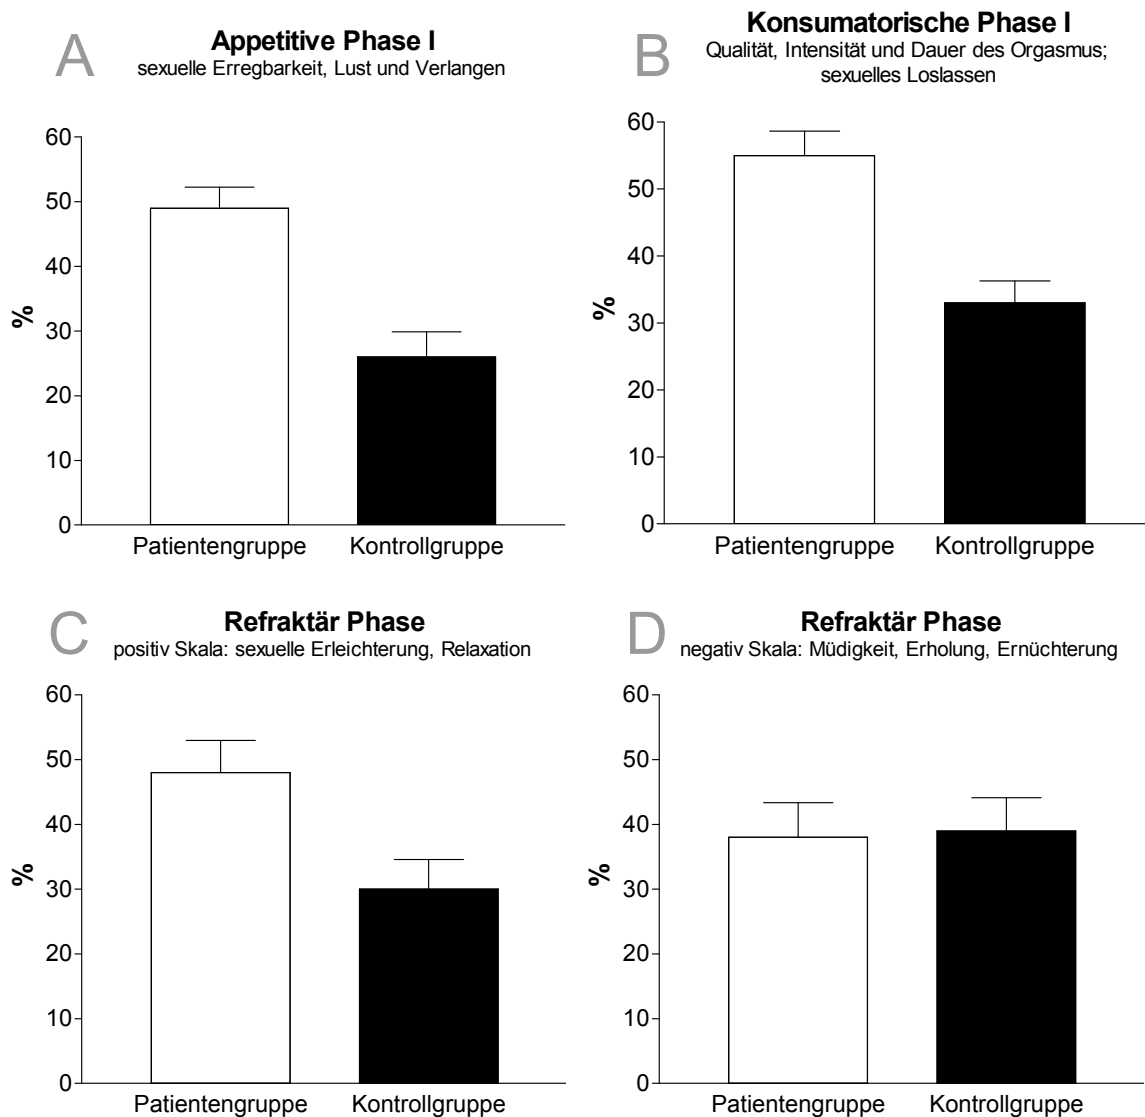 A
Appetitive Phase I
sexuelle Erregbarkeit, Lust und Verlangen
60
50
40
30
20
10
0
%
Patientengruppe
Kontrollgruppe
B
Konsumatorische Phase I
Qualität, Intensität und Dauer des Orgasmus;
sexuelles Loslassen
60
50
40
30
20
10
0
%
Patientengruppe
Kontrollgruppe
C
Refraktär Phase
positiv Skala: sexuelle Erleichterung, Relaxation
60
50
40
30
20
10
0
%
Patientengruppe
Kontrollgruppe
D
Refraktär Phase
negativ Skala: Müdigkeit, Erholung, Ernüchterung
60
50
40
30
20
10
0
%
Patientengruppe
Kontrollgruppe